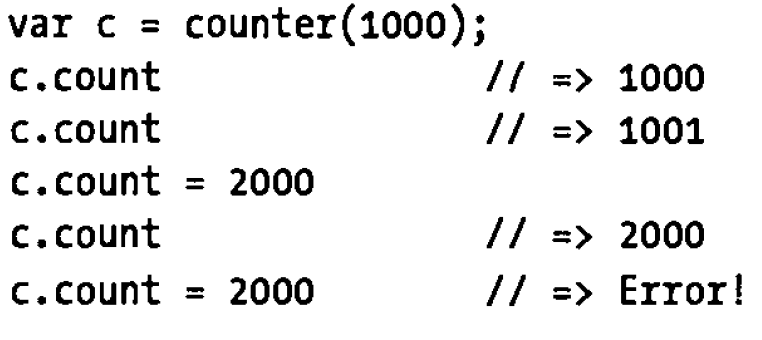 var c = counter(1000);
c.count // => 1000
c.count // => 1001
c.count = 2000
c.count // => 2000
c.count = 2000 // => Error!